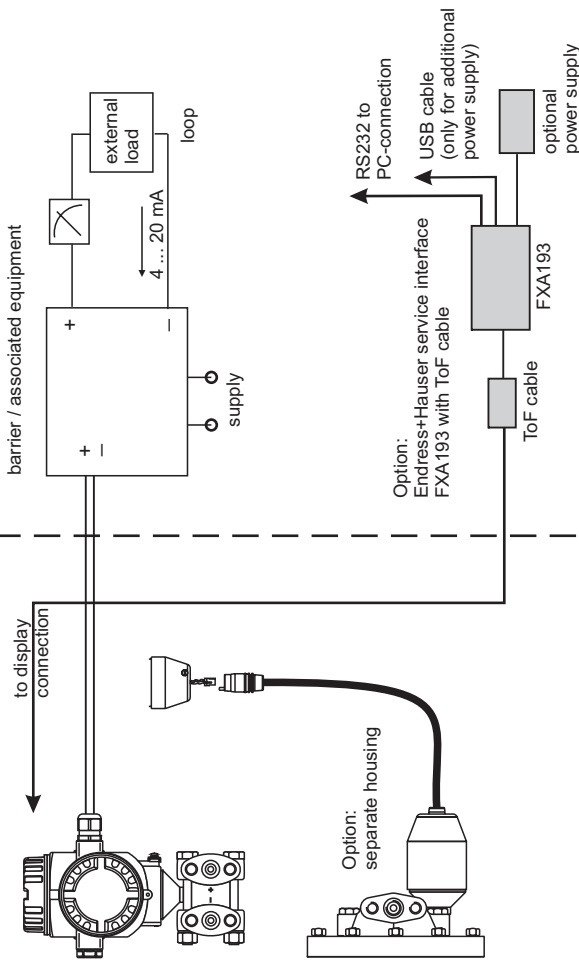 barrier / associated equipment
+
–
+
–
external
load
loop
4 ... 20 mA
supply
to display
connection
Option:
Endress+Hauser service interface
FXA193 with ToF cable
RS232 to
PC-connection
USB cable
(only for additional
power supply)
ToF cable
FXA193
optional
power supply
Option:
separate housing
+
–